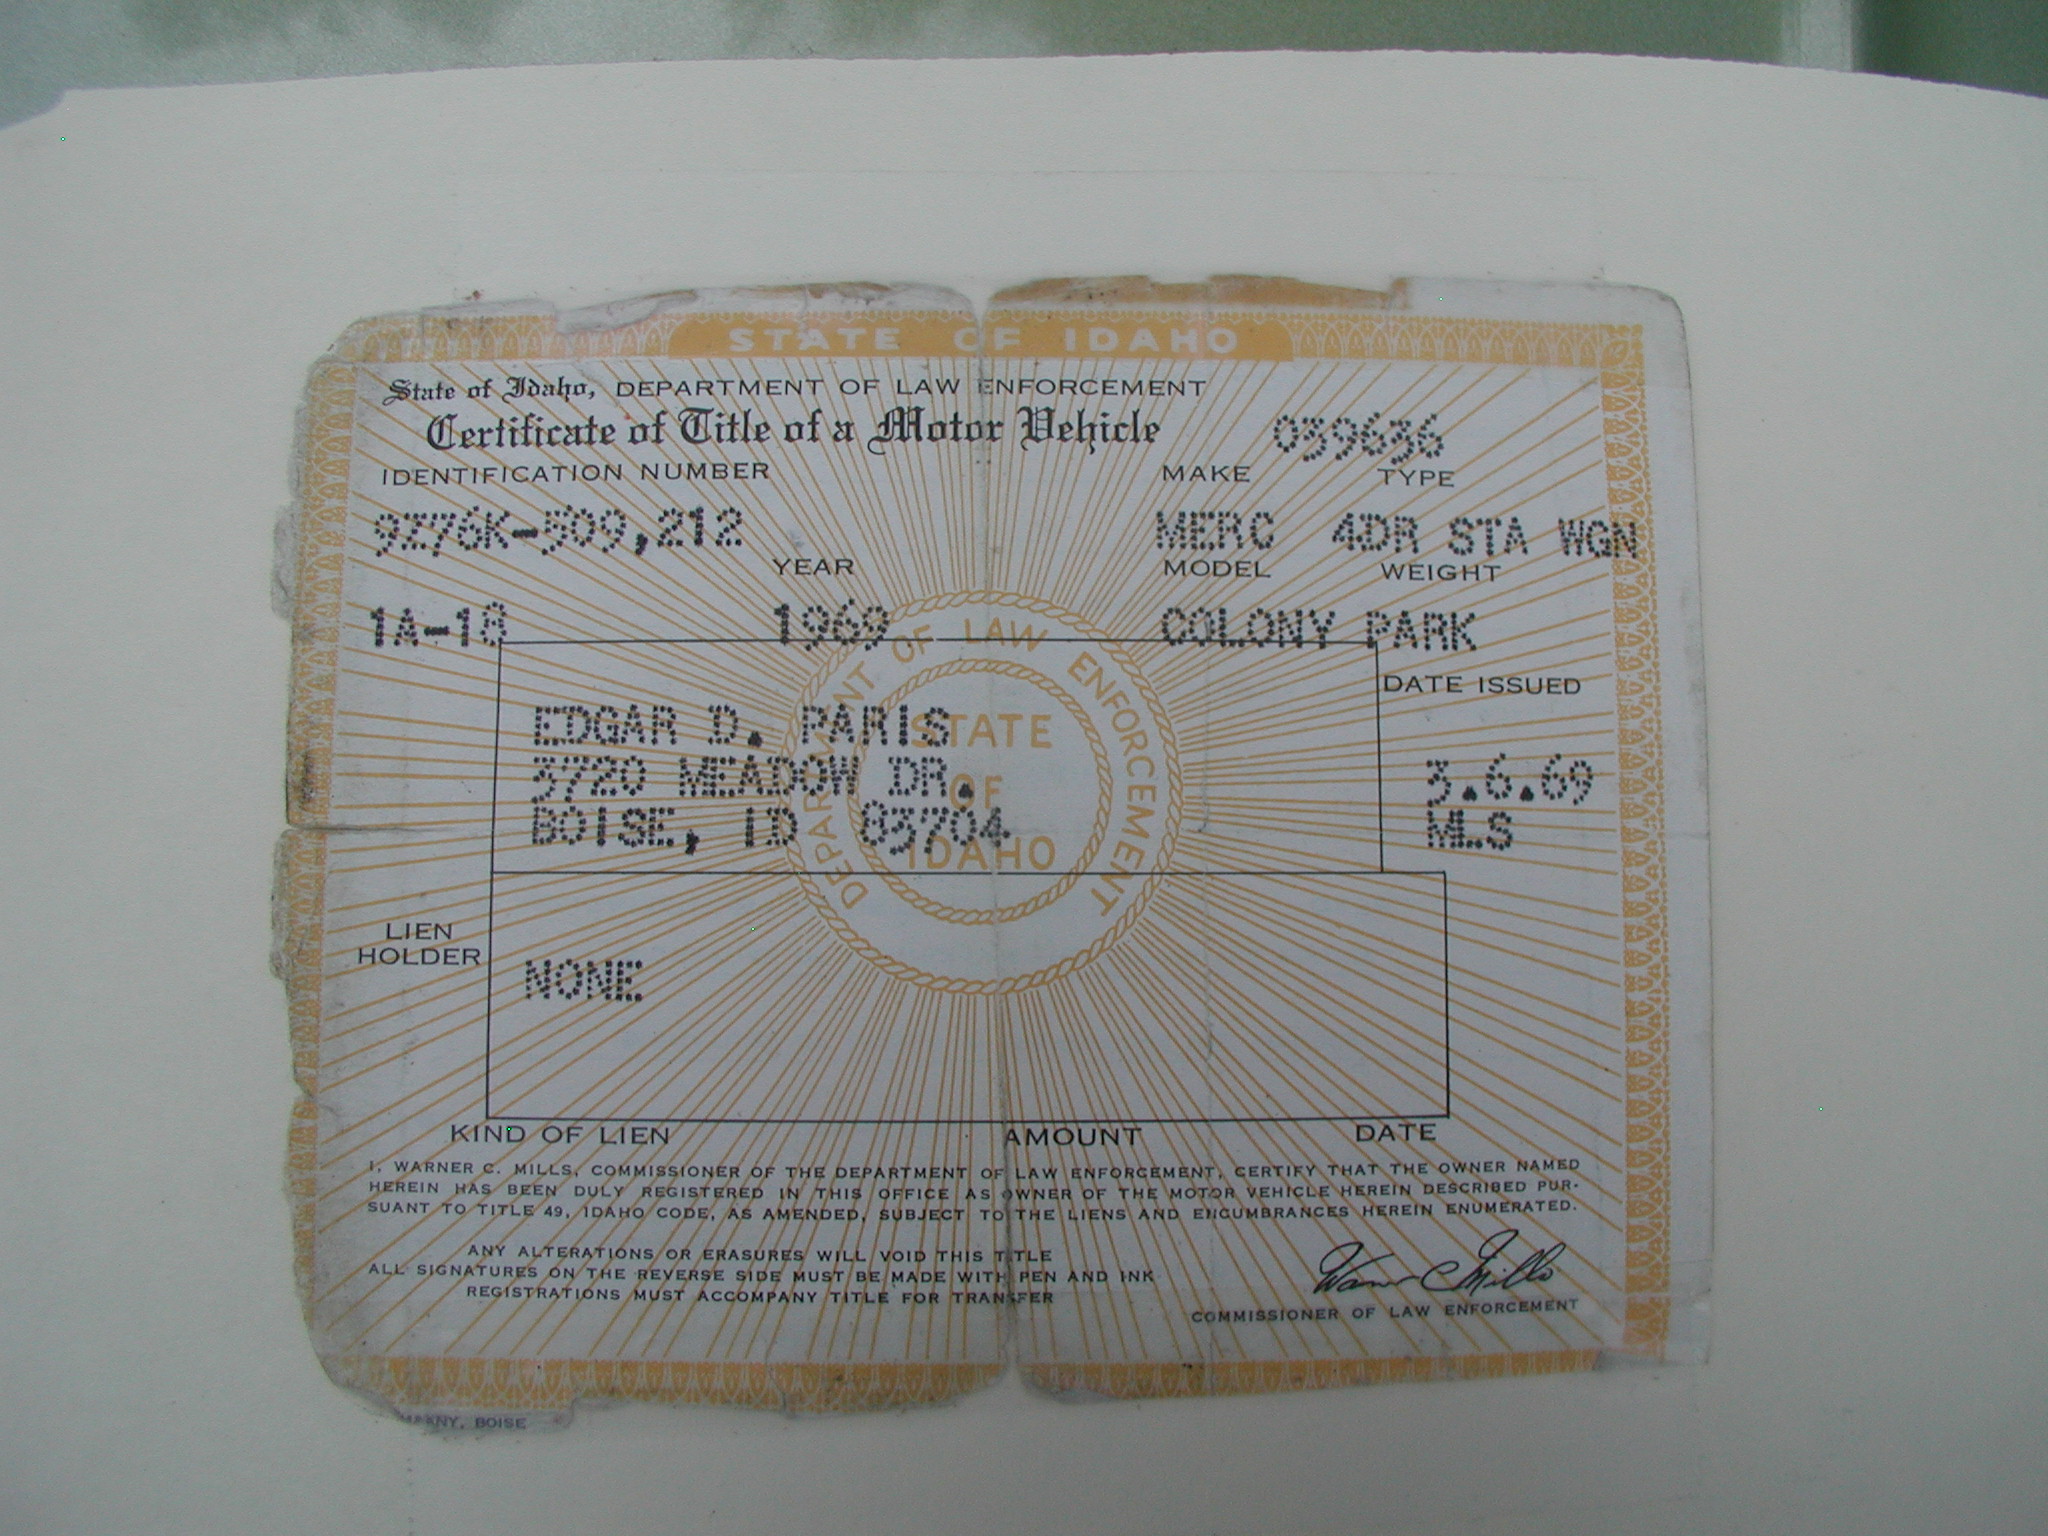 STATE OF IDAHO
State of Idaho, DEPARTMENT OF LAW ENFORCEMENT
Certificate of Title of a Motor Vehicle 039636
IDENTIFICATION NUMBER MAKE TYPE
9Z76K-509,212 MERC 4DR STA WGN
YEAR MODEL WEIGHT
1A-18 1969 COLONY PARK
DATE ISSUED
EDGAR D. PARIS
3720 MEADOW DR. 3.6.69
BOISE, ID 83704 MLS
DEPARTMENT OF LAW ENFORCEMENT
STATE
OF
IDAHO
LIEN
HOLDER
NONE
KIND OF LIEN AMOUNT DATE
I, WARNER C. MILLS, COMMISSIONER OF THE DEPARTMENT OF LAW ENFORCEMENT, CERTIFY THAT THE OWNER NAMED
HEREIN HAS BEEN DULY REGISTERED IN THIS OFFICE AS OWNER OF THE MOTOR VEHICLE HEREIN DESCRIBED PUR-
SUANT TO TITLE 49, IDAHO CODE, AS AMENDED, SUBJECT TO THE LIENS AND ENCUMBRANCES HEREIN ENUMERATED.
ANY ALTERATIONS OR ERASURES WILL VOID THIS TITLE
ALL SIGNATURES ON THE REVERSE SIDE MUST BE MADE WITH PEN AND INK
REGISTRATIONS MUST ACCOMPANY TITLE FOR TRANSFER
Warner C Mills
COMMISSIONER OF LAW ENFORCEMENT
BOISE